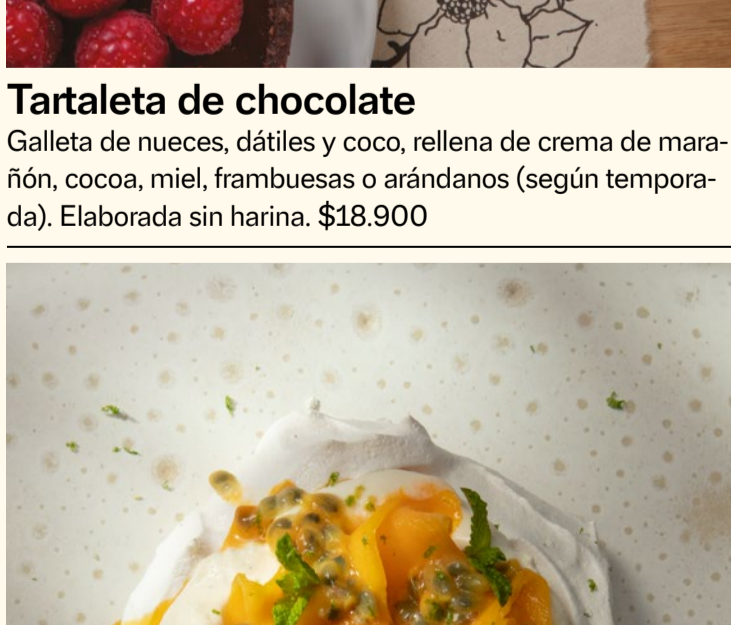 Tartaleta de chocolate
Galleta de nueces, dátiles y coco, rellena de crema de mara-
ñón, cocoa, miel, frambuesas o arándanos (según tempora-
da). Elaborada sin harina. $18.900